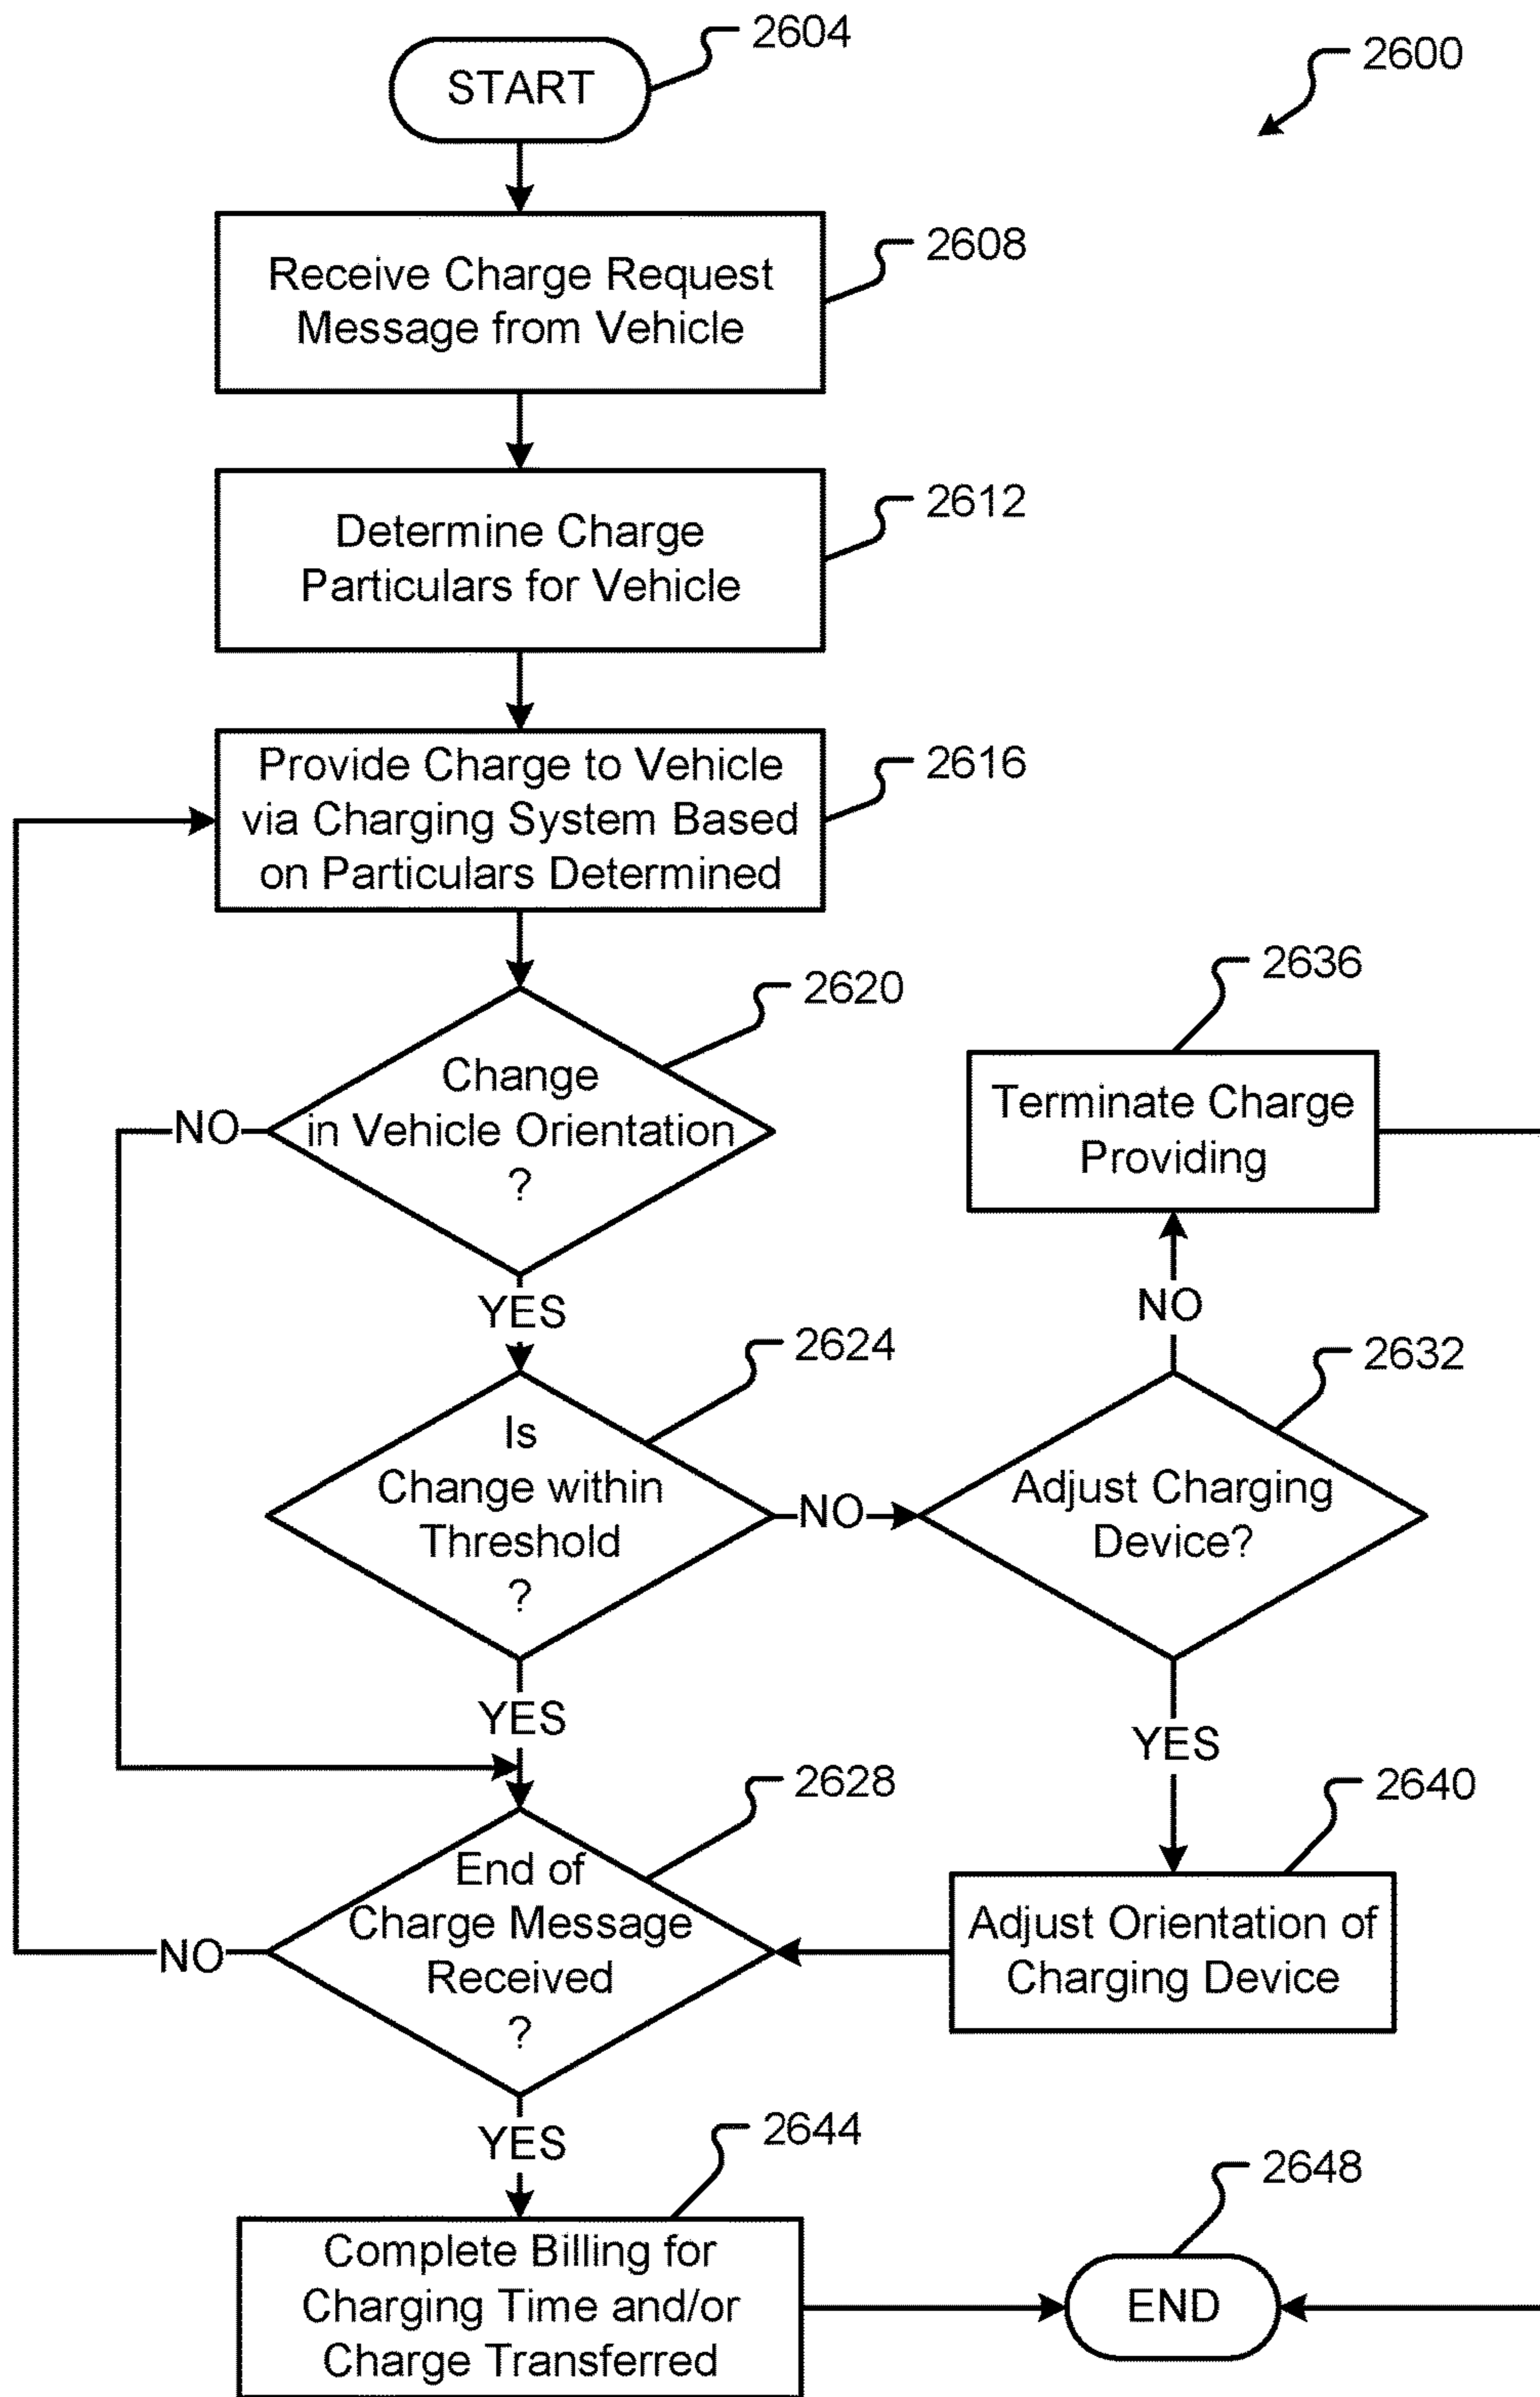 2604
START
2600
2608
Receive Charge Request
Message from Vehicle
2612
Determine Charge
Particulars for Vehicle
2616
Provide Charge to Vehicle
via Charging System Based
on Particulars Determined
2620
Change
in Vehicle Orientation
?
NO
YES
2636
Terminate Charge
Providing
NO
2624
Is
Change within
Threshold
?
NO
2632
Adjust Charging
Device?
YES
YES
2628
End of
Charge Message
Received
?
NO
2640
Adjust Orientation of
Charging Device
YES
2644
Complete Billing for
Charging Time and/or
Charge Transferred
2648
END